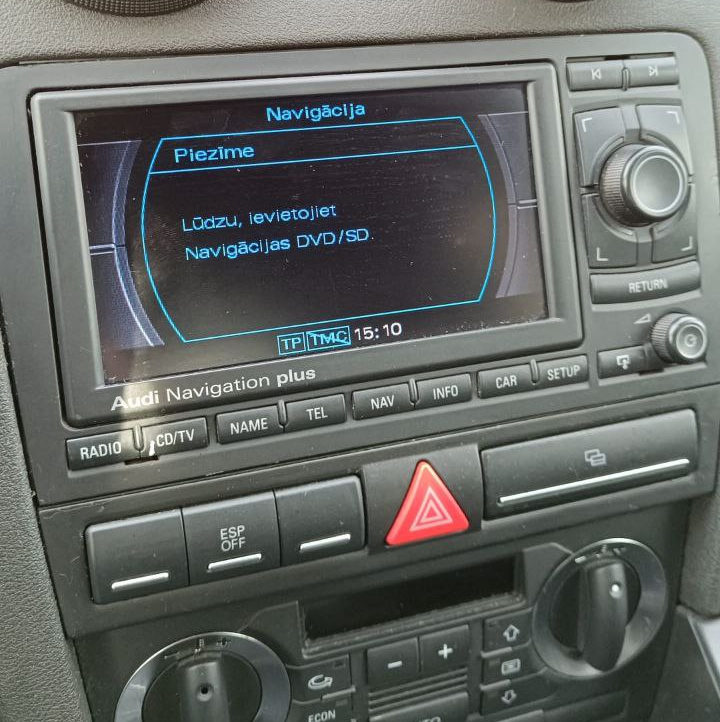 Navigācija
Piezīme
Lūdzu, ievietojiet
Navigācijas DVD/SD
TP TMC 15:10
Audi Navigation plus
RETURN
RADIO CD/TV NAME TEL NAV INFO CAR SETUP
ESP
OFF
- +
ECON
AUTO